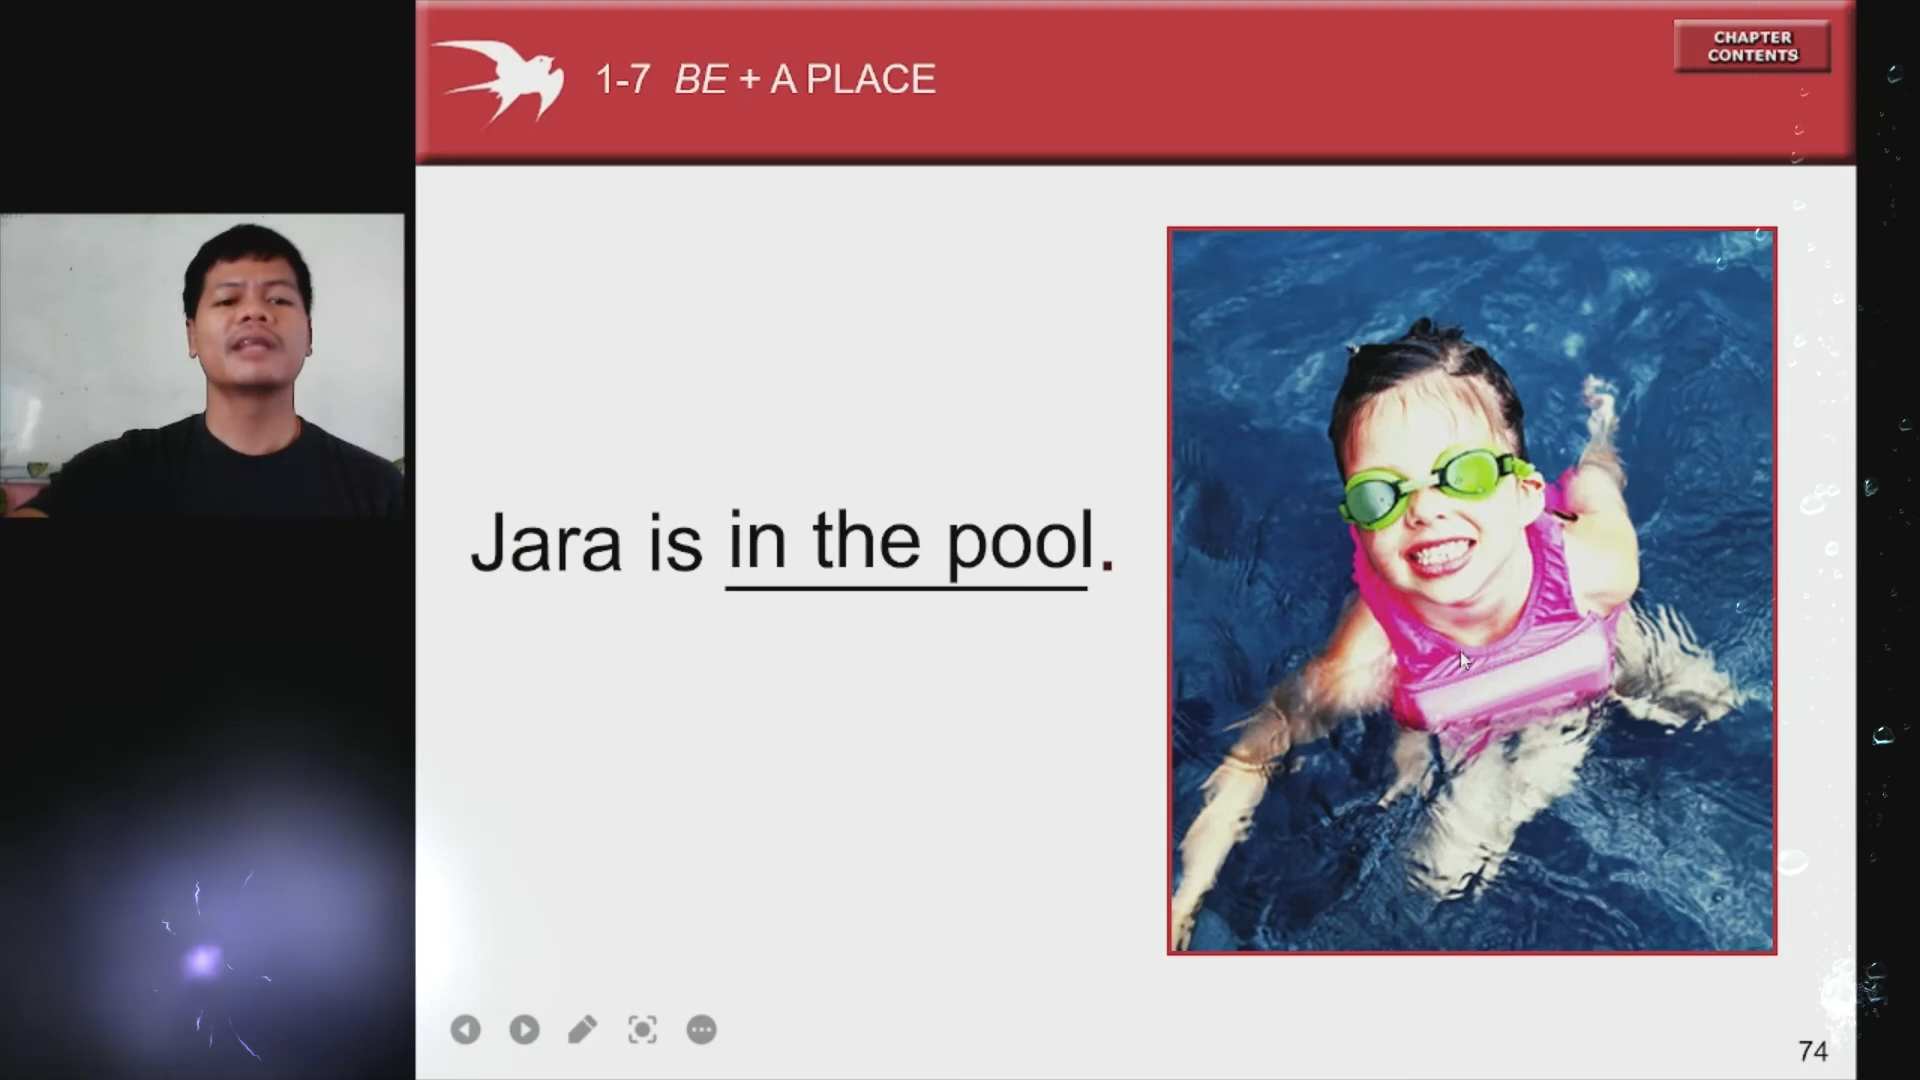 1-7 BE + A PLACE
CHAPTER
CONTENTS
Jara is in the pool.
74